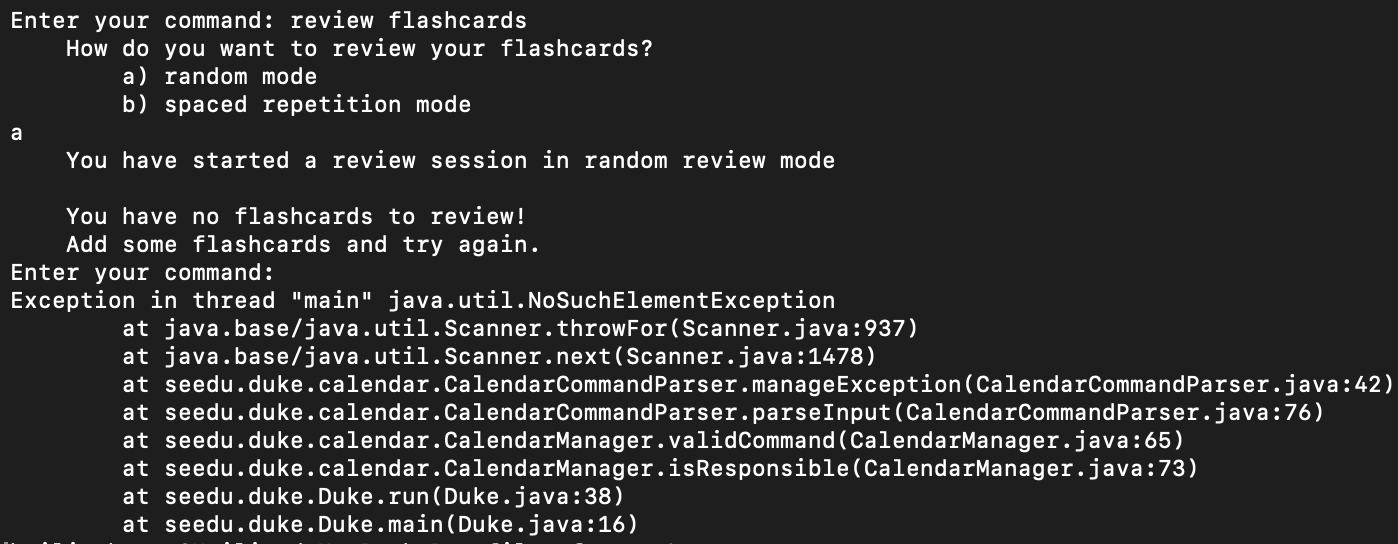 Enter your command: review flashcards
How do you want to review your flashcards?
a) random mode
b) spaced repetition mode
a
You have started a review session in random review mode
You have no flashcards to review!
Add some flashcards and try again.
Enter your command:
Exception in thread "main" java.util.NoSuchElementException
at java.base/java.util.Scanner.throwFor(Scanner.java:937)
at java.base/java.util.Scanner.next(Scanner.java:1478)
at seedu.duke.calendar.CalendarCommandParser.manageException(CalendarCommandParser.java:42)
at seedu.duke.calendar.CalendarCommandParser.parseInput(CalendarCommandParser.java:76)
at seedu.duke.calendar.CalendarManager.validCommand(CalendarManager.java:65)
at seedu.duke.calendar.CalendarManager.isResponsible(CalendarManager.java:73)
at seedu.duke.Duke.run(Duke.java:38)
at seedu.duke.Duke.main(Duke.java:16)